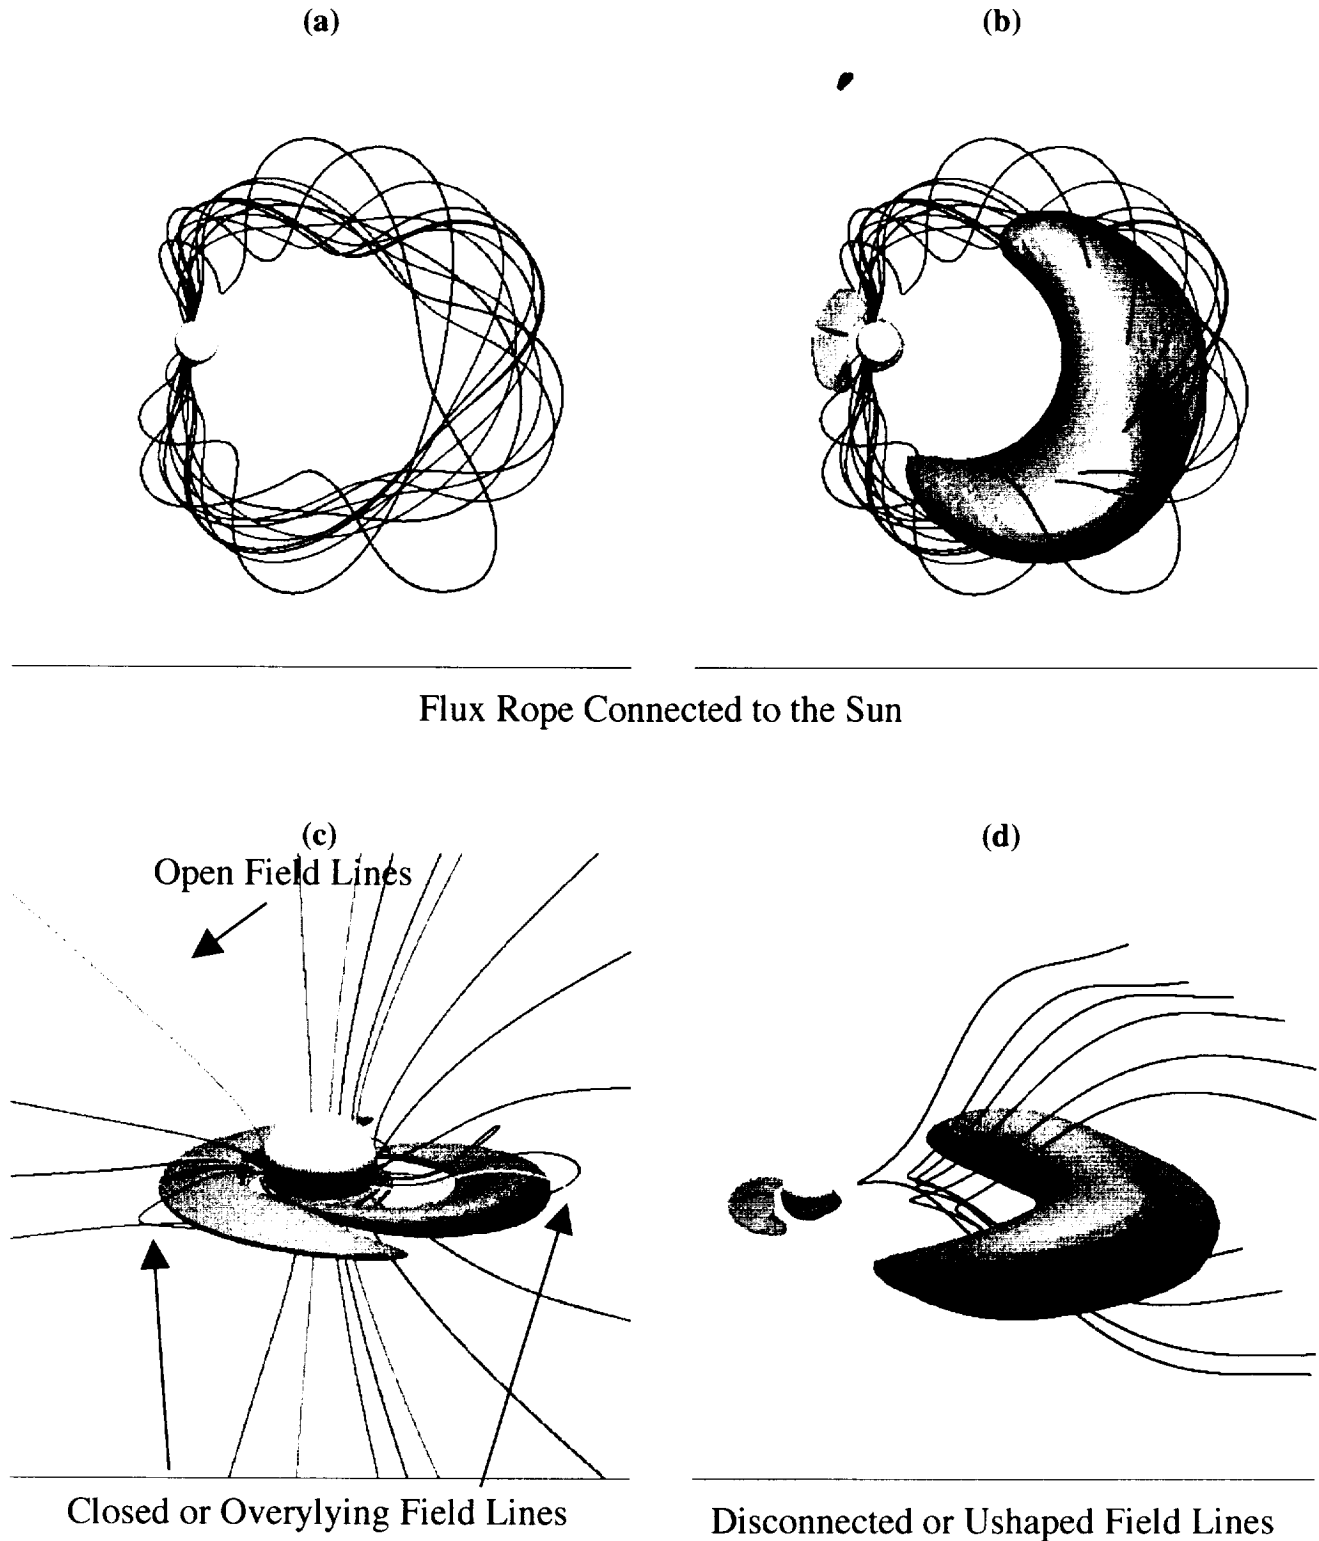 (a)
(b)
Flux Rope Connected to the Sun
(c)
Open Field Lines
(d)
Closed or Overylying Field Lines
Disconnected or Ushaped Field Lines